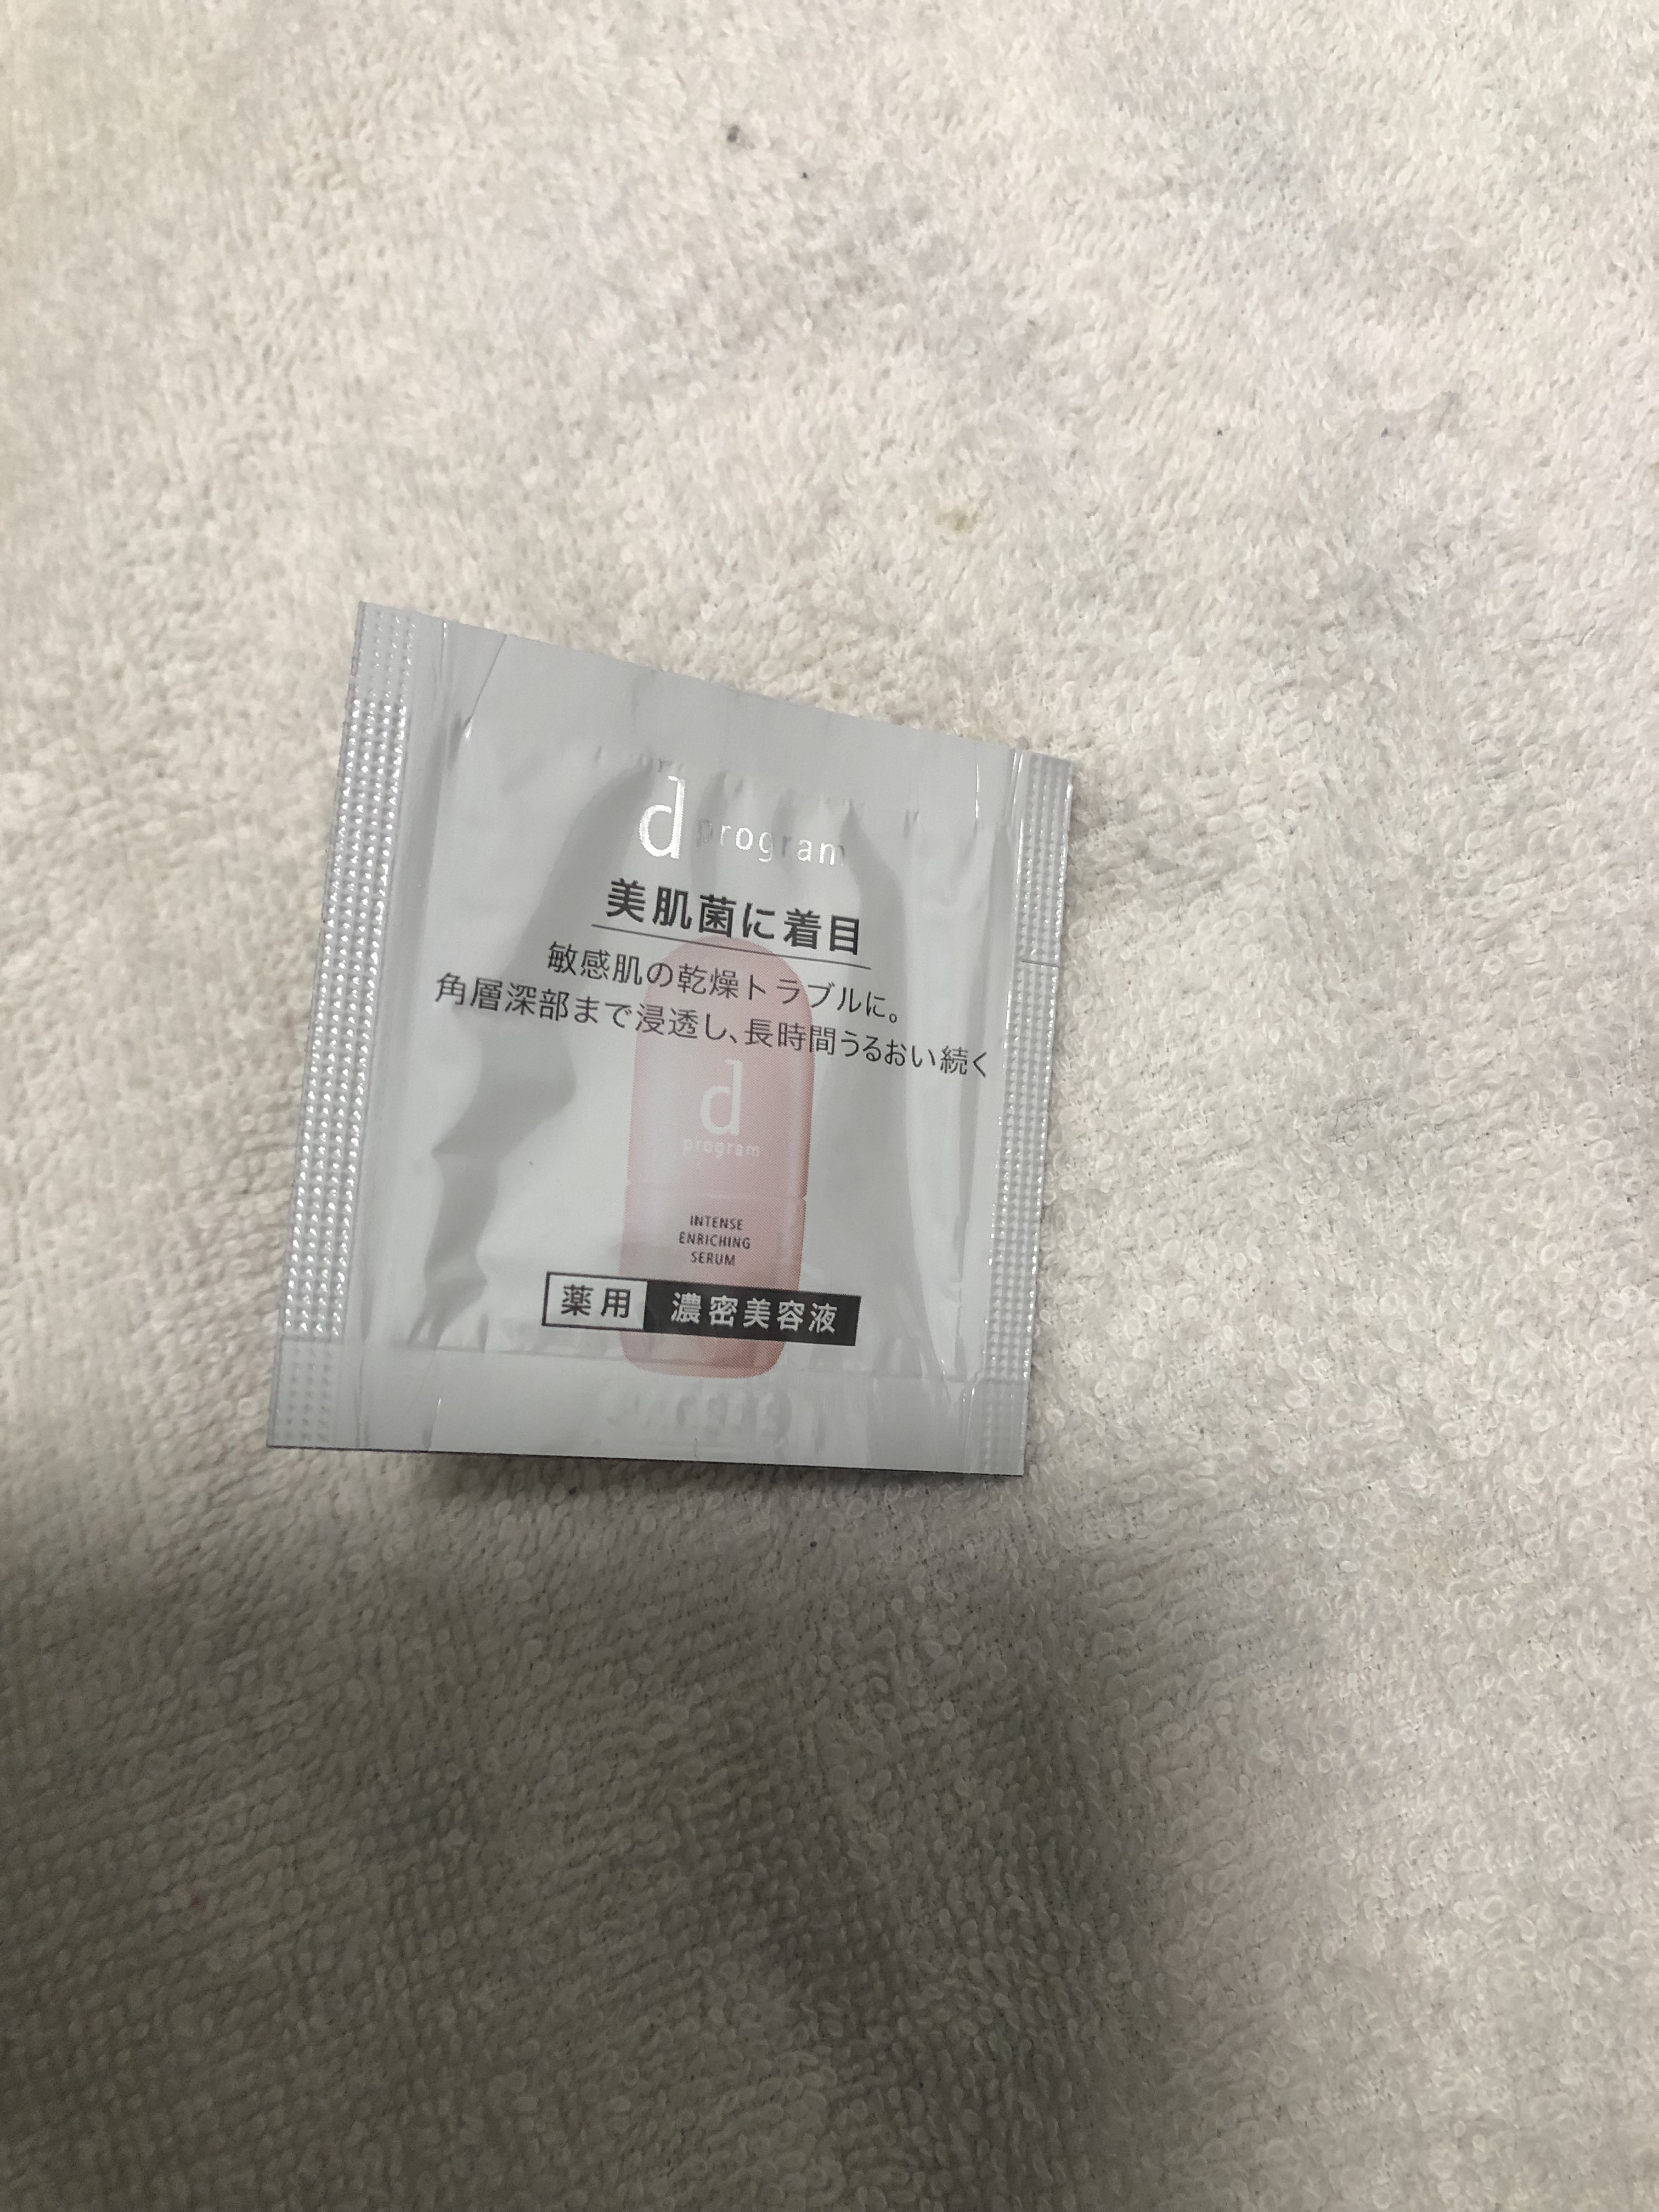 d program
美肌菌に着目
敏感肌の乾燥トラブルに。
角層深部まで浸透し、長時間うるおい続く
d
program
INTENSE
ENRICHING
SERUM
薬用 濃密美容液